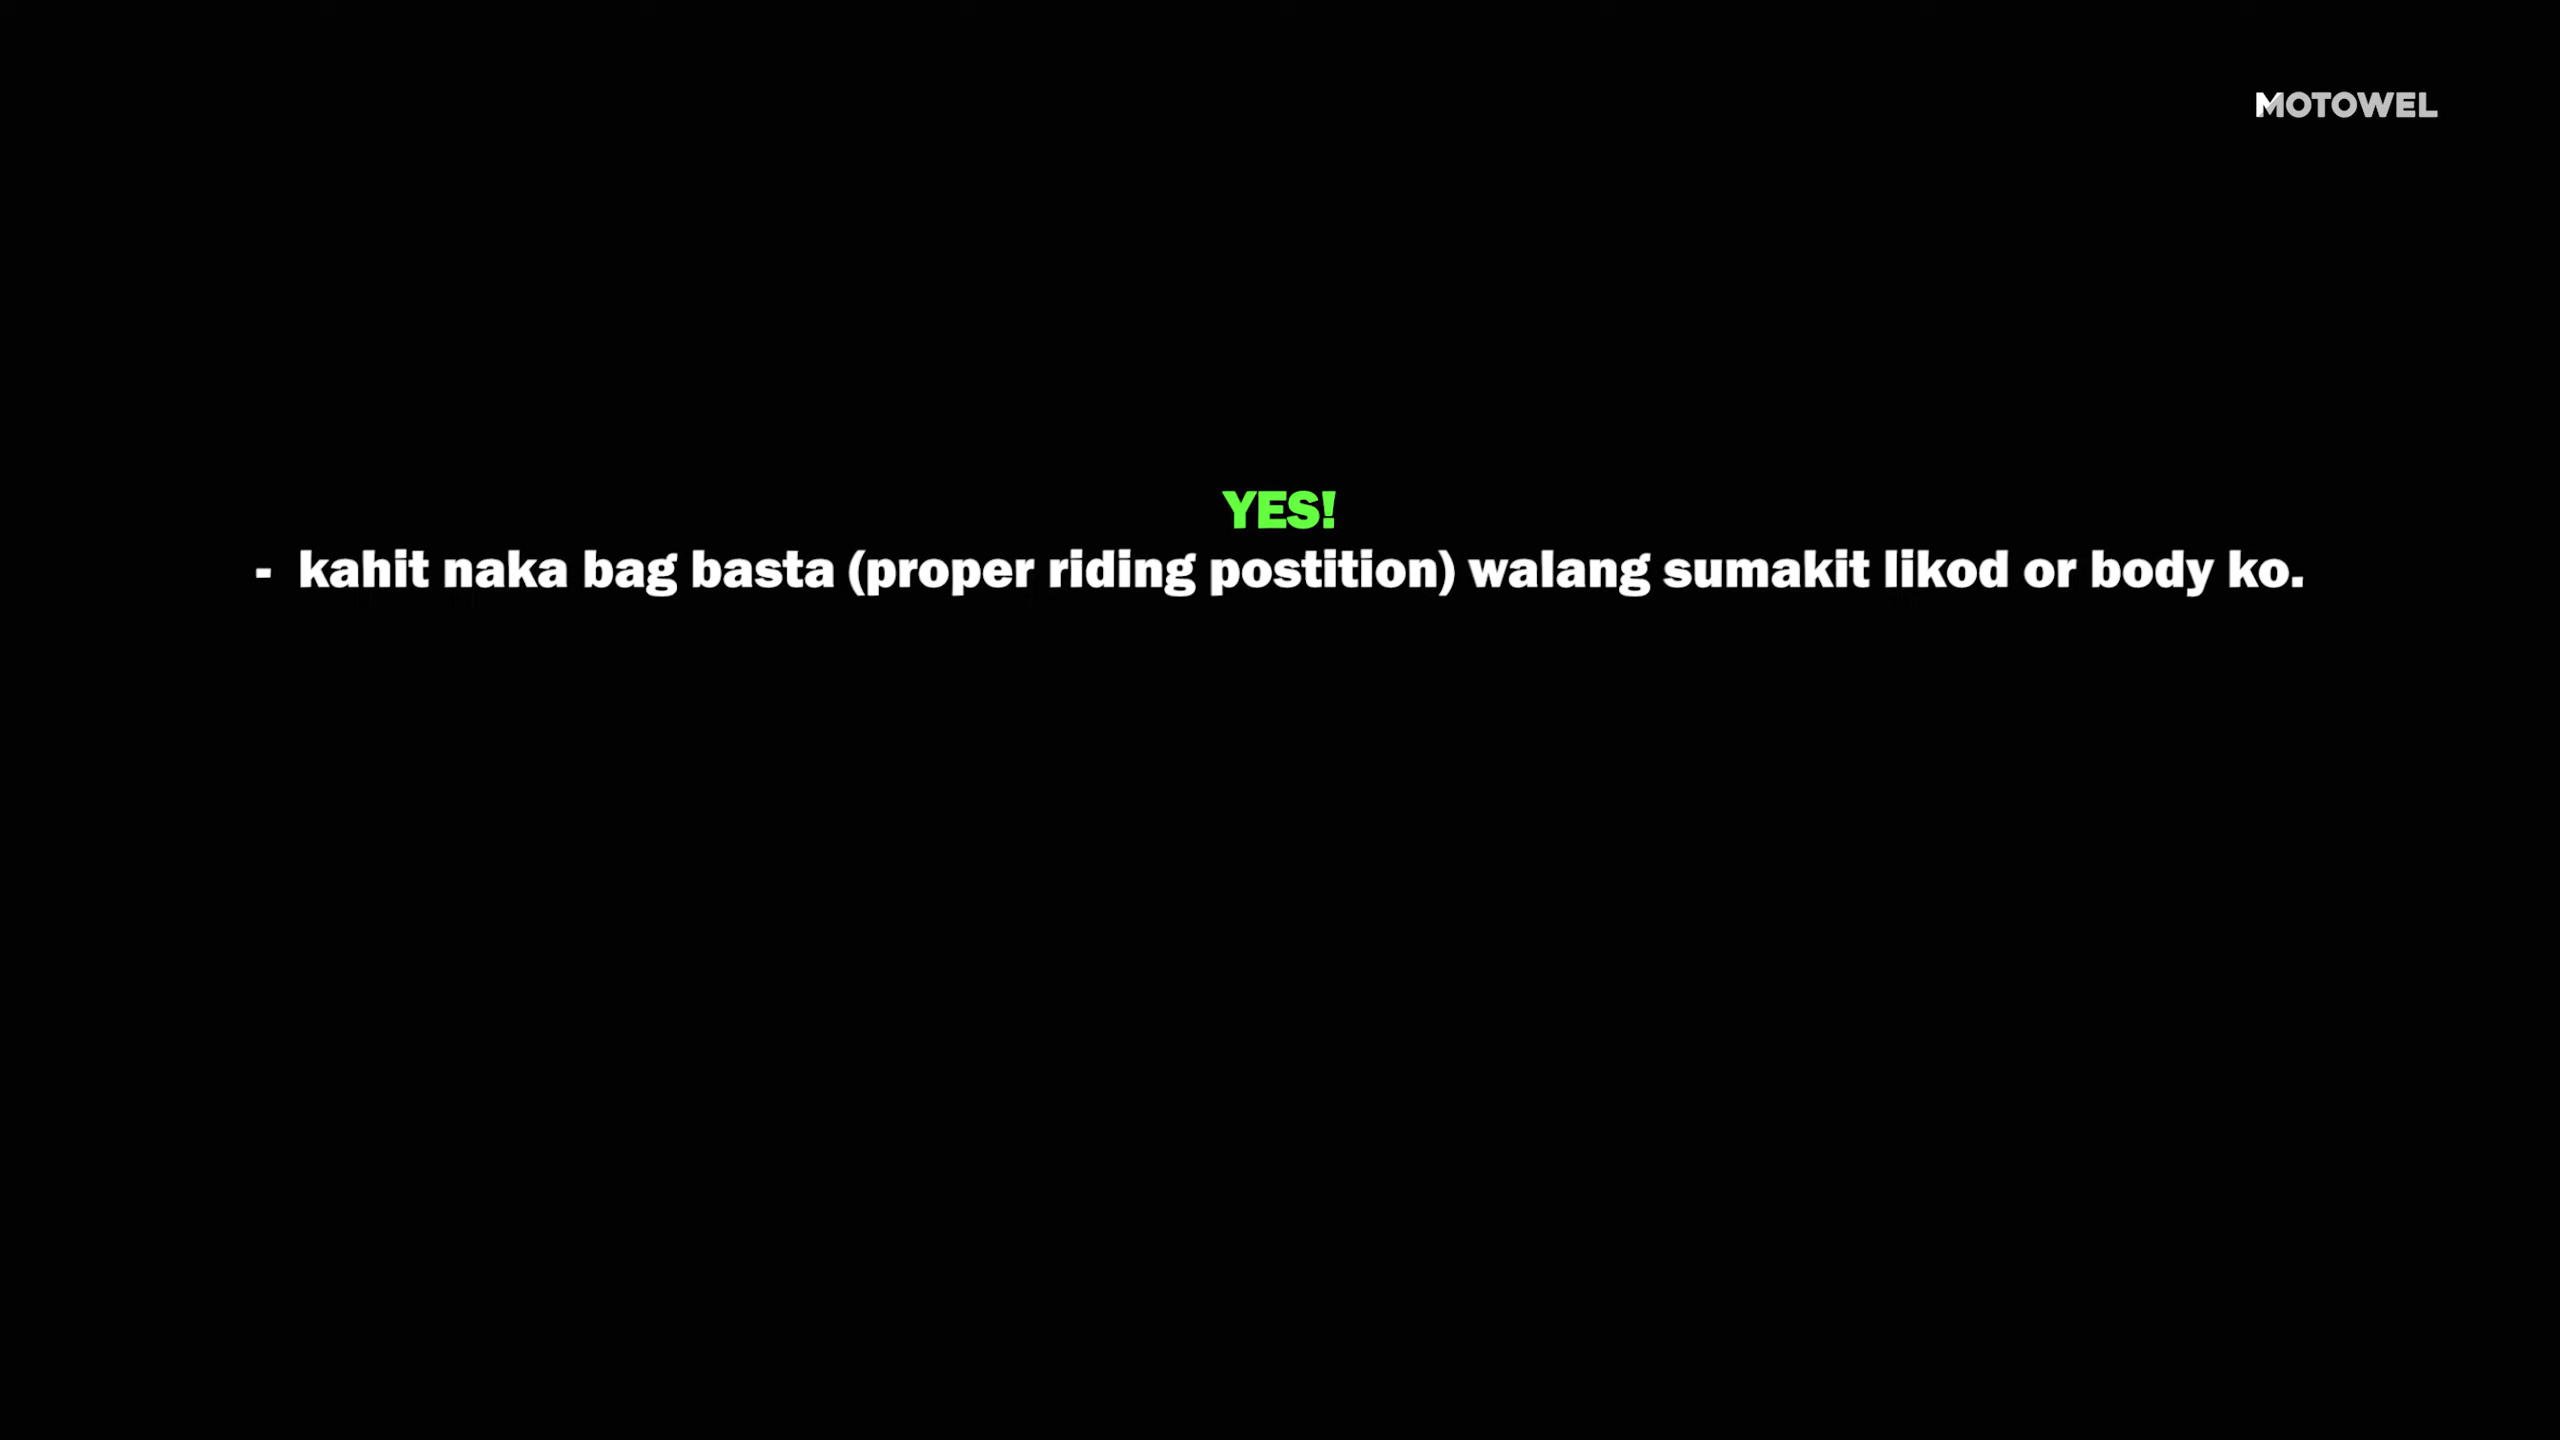 MOTOWEL
YES!
- kahit naka bag basta (proper riding postition) walang sumakit likod or body ko.